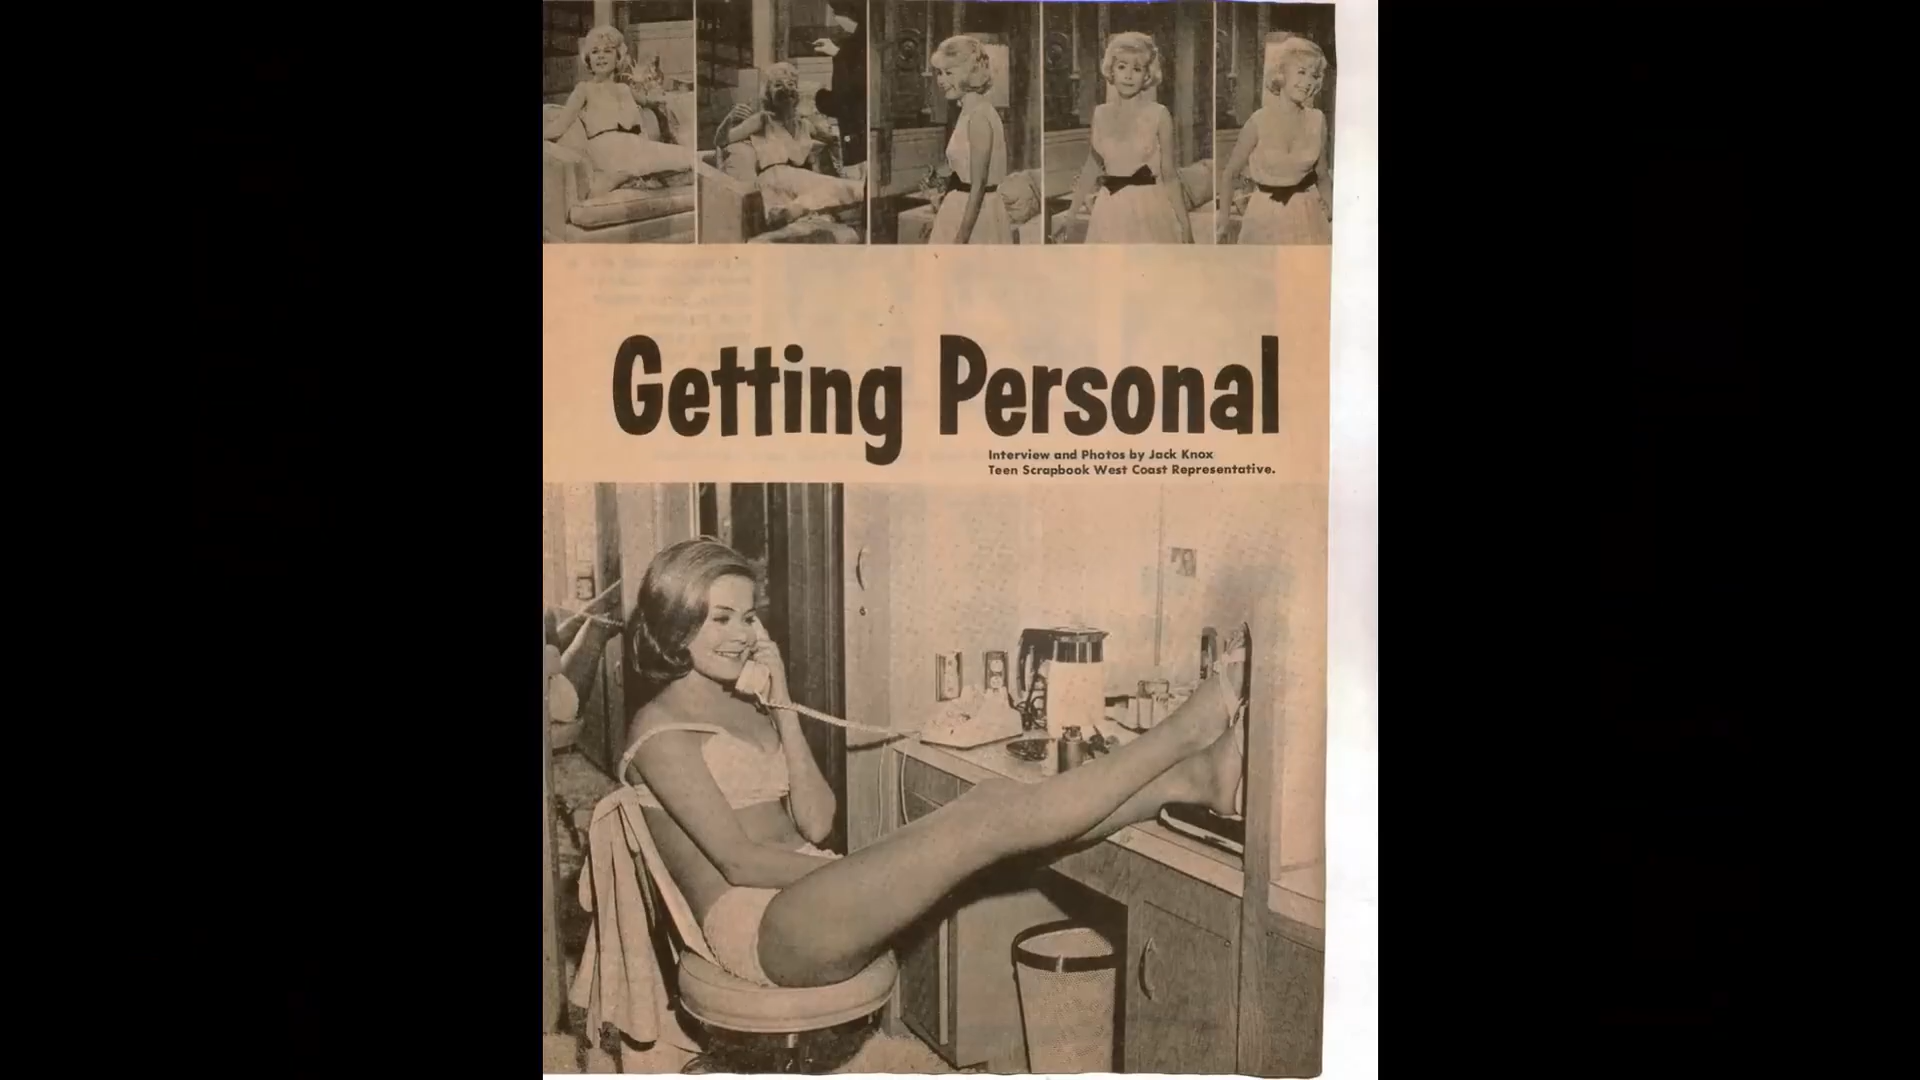 Getting Personal
Interview and Photos by Jack Knox
Teen Scrapbook West Coast Representative.